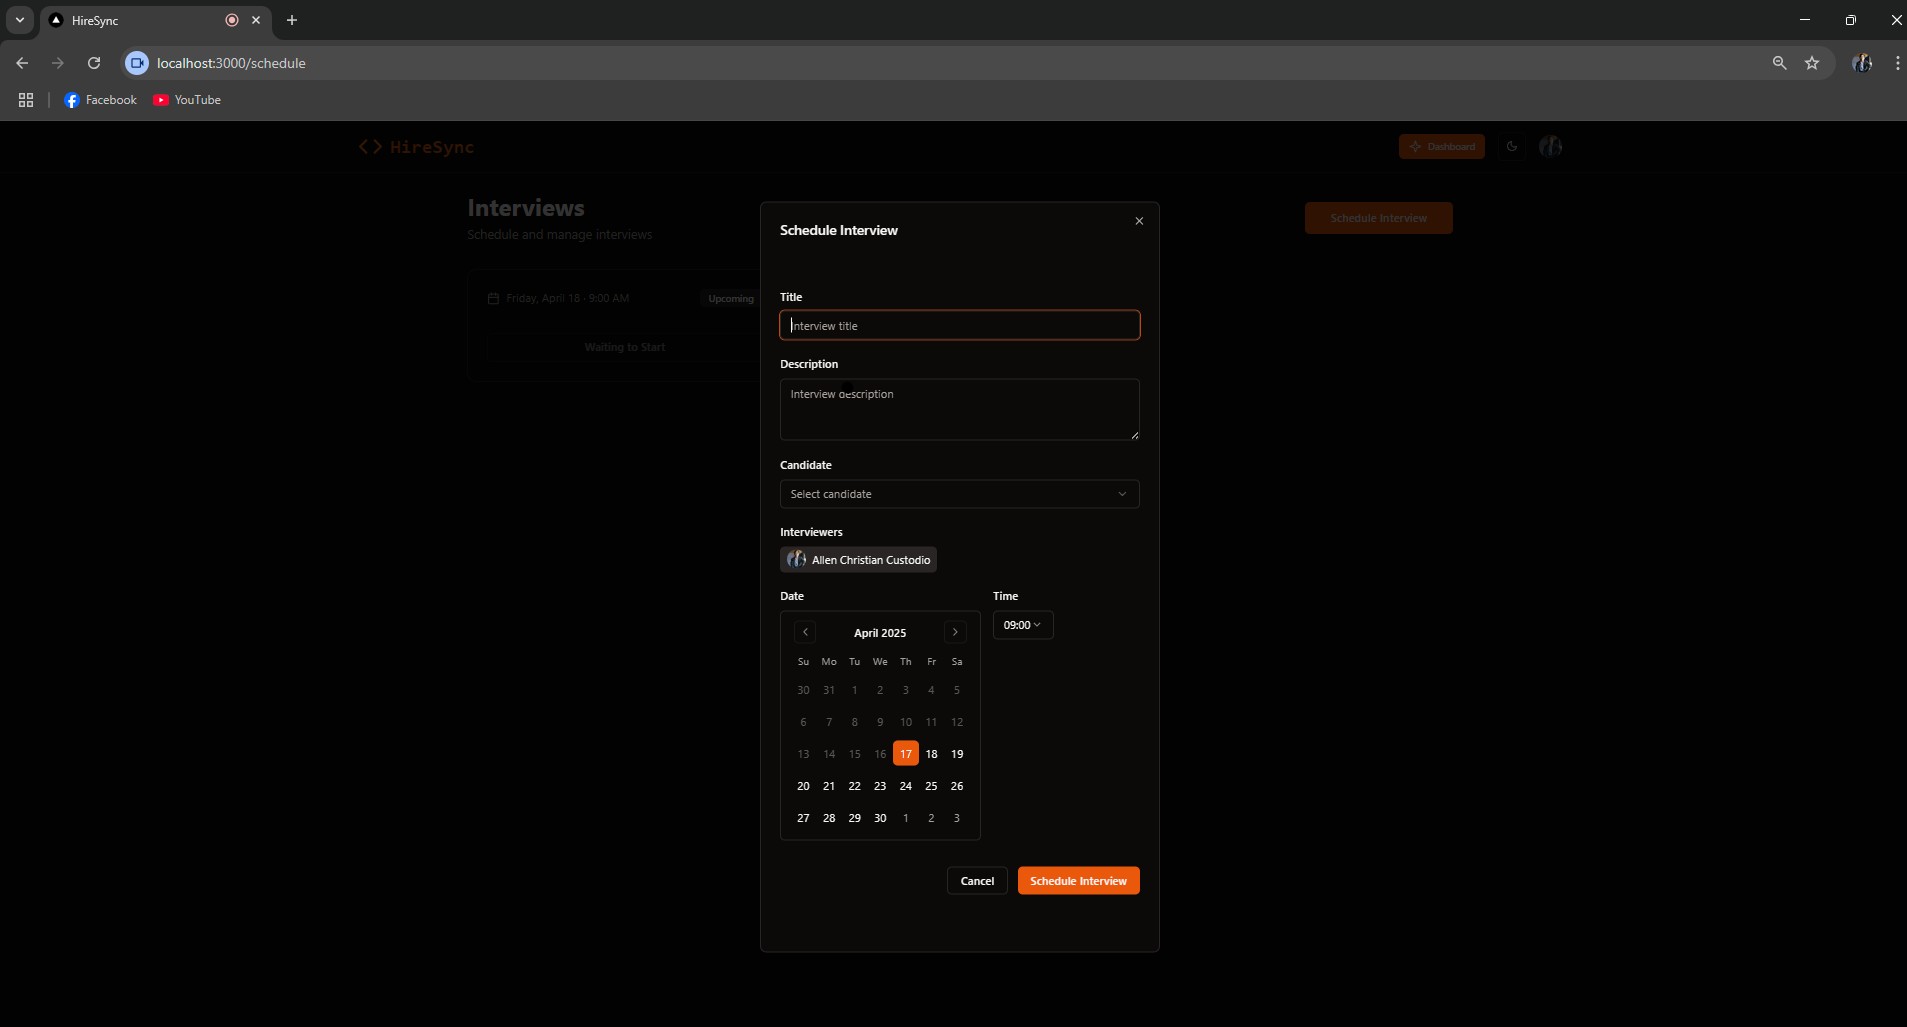 HireSync
localhost:3000/schedule
Facebook
YouTube
<> HireSync
Dashboard
Interviews
Schedule and manage interviews
Schedule Interview
Friday, April 18 · 9:00 AM
Upcoming
Waiting to Start
Schedule Interview
Title
Interview title
Description
Interview description
Candidate
Select candidate
Interviewers
Allen Christian Custodio
Date
Time
April 2025
09:00
Su Mo Tu We Th Fr Sa
30 31 1 2 3 4 5
6 7 8 9 10 11 12
13 14 15 16 17 18 19
20 21 22 23 24 25 26
27 28 29 30 1 2 3
Cancel
Schedule Interview